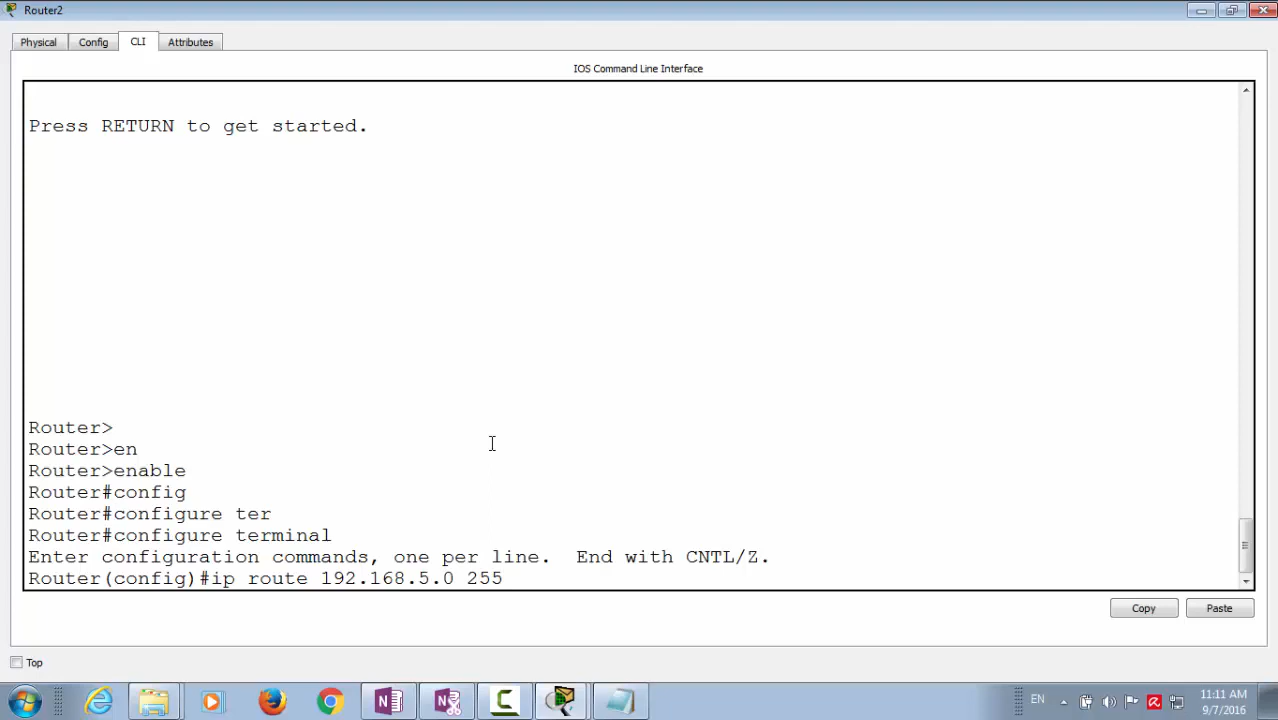 Router2
Physical Config CLI Attributes
IOS Command Line Interface
Press RETURN to get started.
Router>
Router>en
Router>enable
Router#config
Router#configure ter
Router#configure terminal
Enter configuration commands, one per line.  End with CNTL/Z.
Router(config)#ip route 192.168.5.0 255
Copy Paste
Top
EN 11:11 AM
9/7/2016